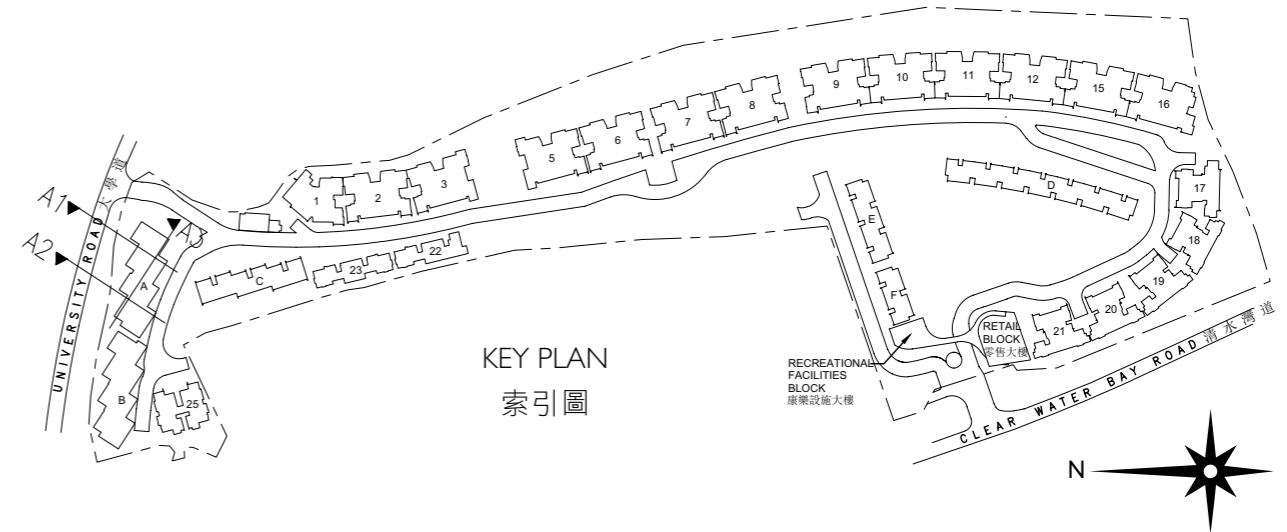 9
10
11
12
15
16
8
7
6
5
3
2
1
17
D
18
19
20
21
E
F
RETAIL
BLOCK
零售大樓
RECREATIONAL
FACILITIES
BLOCK
康樂設施大樓
CLEAR WATER BAY ROAD 清水灣道
UNIVERSITY ROAD 大學道
A1
A2
A
B
C
23
22
25
KEY PLAN
索引圖
N